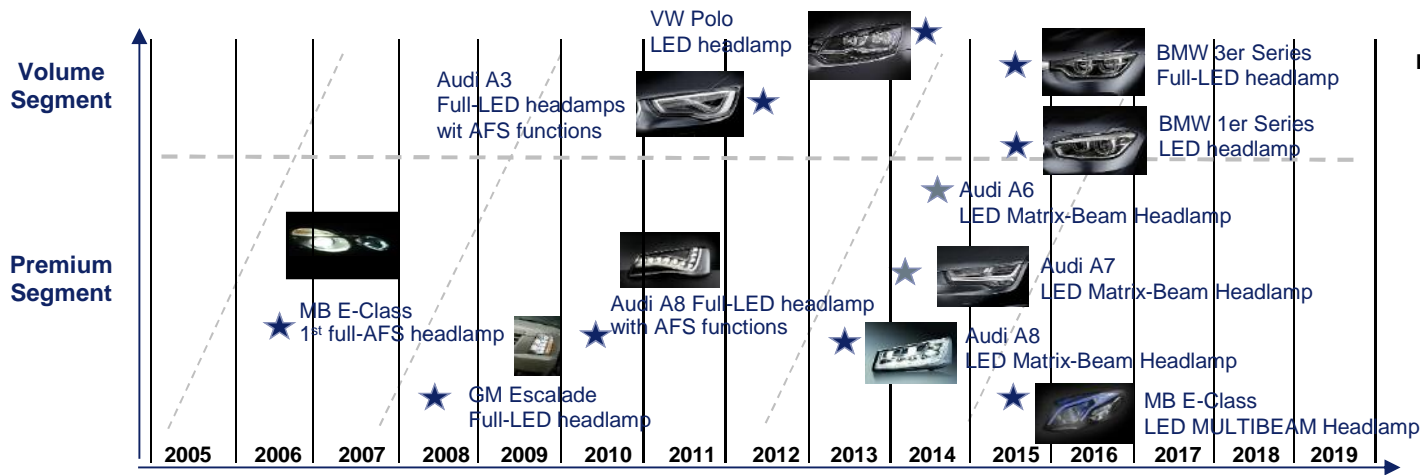 Volume
Segment
VW Polo
LED headlamp
Audi A3
Full-LED headamps
wit AFS functions
BMW 3er Series
Full-LED headlamp
BMW 1er Series
LED headlamp
Premium
Segment
Audi A6
LED Matrix-Beam Headlamp
Audi A7
LED Matrix-Beam Headlamp
MB E-Class
1st full-AFS headlamp
Audi A8 Full-LED headlamp
with AFS functions
Audi A8
LED Matrix-Beam Headlamp
GM Escalade
Full-LED headlamp
MB E-Class
LED MULTIBEAM Headlamp
2005 2006 2007 2008 2009 2010 2011 2012 2013 2014 2015 2016 2017 2018 2019